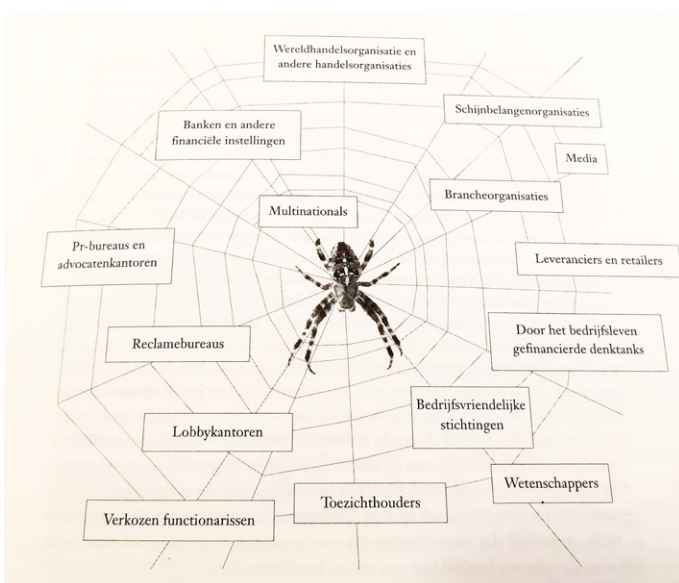 Wereldhandelsorganisatie en
andere handelsorganisaties
Schijnbelangenorganisaties
Banken en andere
financiële instellingen
Media
Brancheorganisaties
Multinationals
Pr-bureaus en
advocatenkantoren
Leveranciers en retailers
Door het bedrijfsleven
gefinancierde denktanks
Reclamebureaus
Bedrijfsvriendelijke
stichtingen
Lobbykantoren
Wetenschappers
Toezichthouders
Verkozen functionarissen